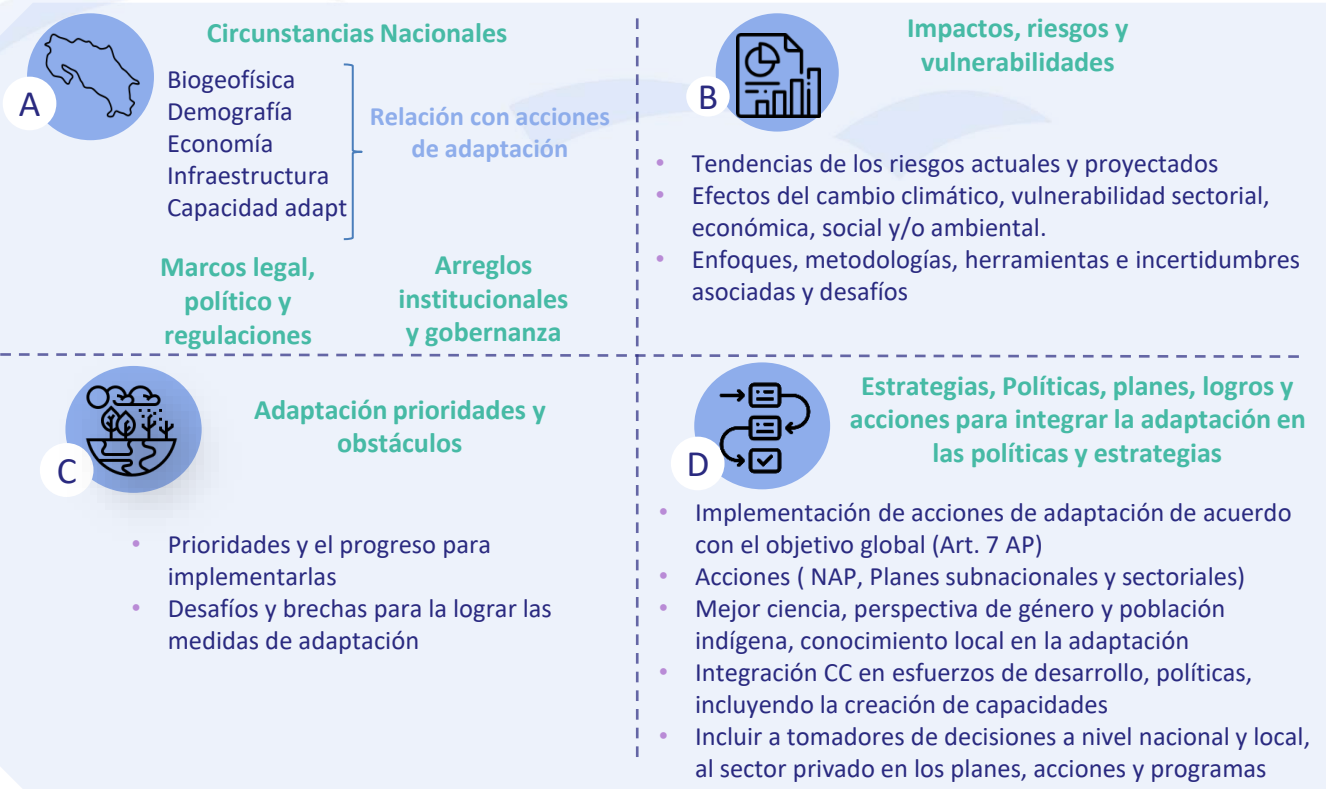 A
Circunstancias Nacionales
Biogeofísica
Demografía
Economía
Infraestructura
Capacidad adapt
Relación con acciones
de adaptación
Marcos legal,
político y
regulaciones
Arreglos
institucionales
y gobernanza
B
Impactos, riesgos y
vulnerabilidades
• Tendencias de los riesgos actuales y proyectados
• Efectos del cambio climático, vulnerabilidad sectorial,
económica, social y/o ambiental.
• Enfoques, metodologías, herramientas e incertidumbres
asociadas y desafíos
C
Adaptación prioridades y
obstáculos
• Prioridades y el progreso para
implementarlas
• Desafíos y brechas para la lograr las
medidas de adaptación
D
Estrategias, Políticas, planes, logros y
acciones para integrar la adaptación en
las políticas y estrategias
• Implementación de acciones de adaptación de acuerdo
con el objetivo global (Art. 7 AP)
• Acciones ( NAP, Planes subnacionales y sectoriales)
• Mejor ciencia, perspectiva de género y población
indígena, conocimiento local en la adaptación
• Integración CC en esfuerzos de desarrollo, políticas,
incluyendo la creación de capacidades
• Incluir a tomadores de decisiones a nivel nacional y local,
al sector privado en los planes, acciones y programas